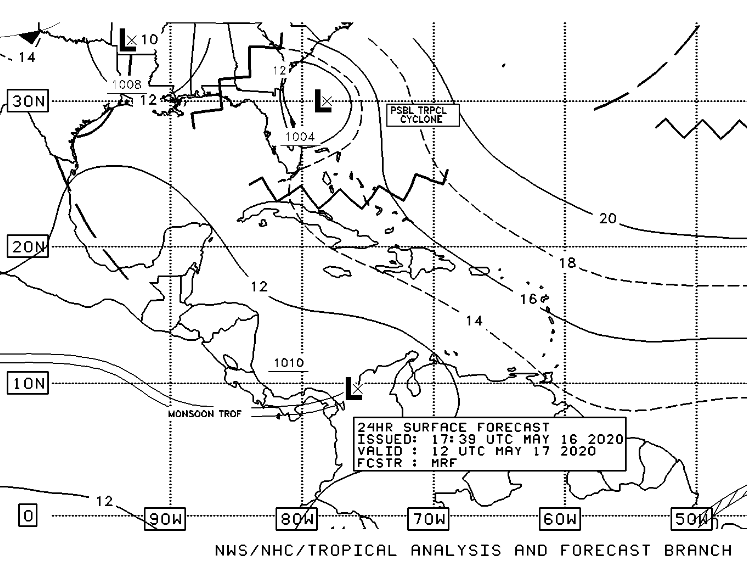 L 10
14
1008
12
12
30N
L
PSBL TRPCL
CYCLONE
1004
20
20N
18
12
16
14
1010
10N
L
MONSOON TROF
24HR SURFACE FORECAST
ISSUED: 17:39 UTC MAY 16 2020
VALID : 12 UTC MAY 17 2020
FCSTR : MRF
12
0
90W 80W 70W 60W 50W
NWS/NHC/TROPICAL ANALYSIS AND FORECAST BRANCH